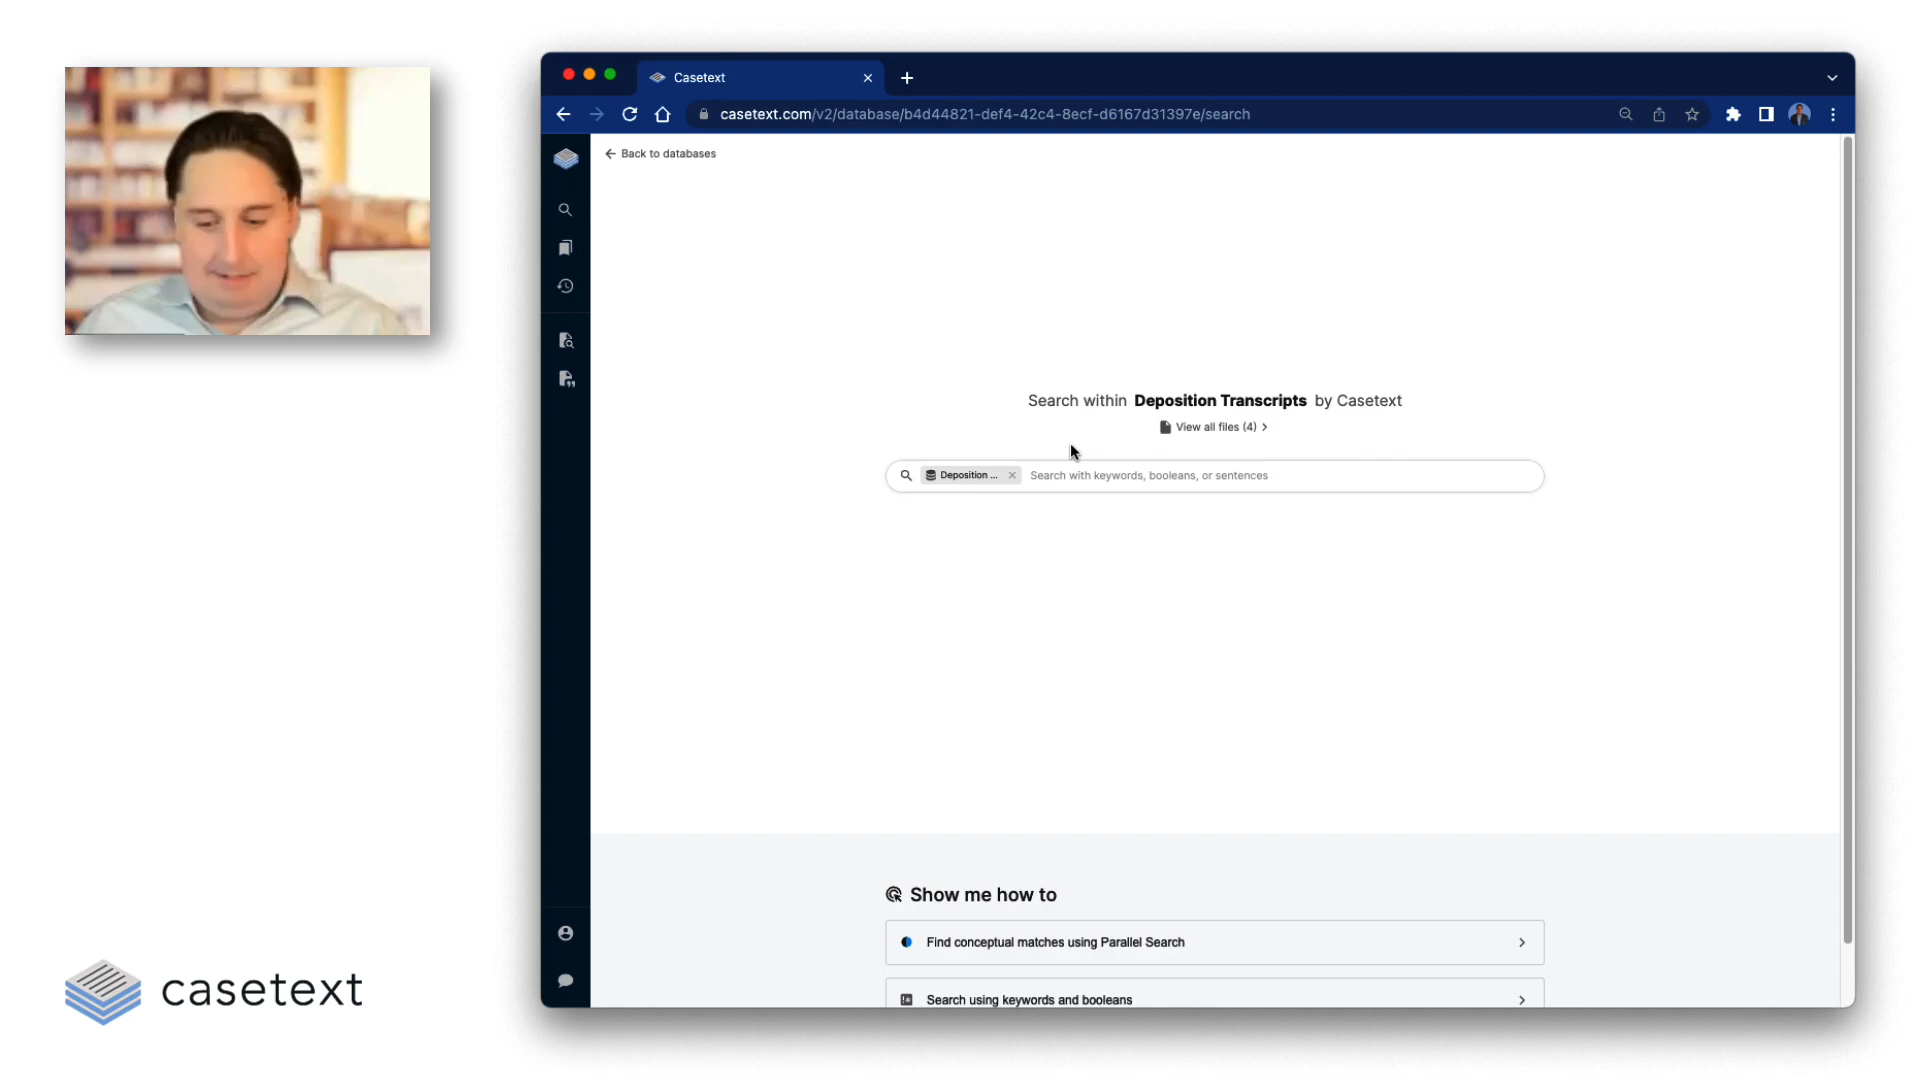 Casetext
casetext.com/v2/database/b4d44821-def4-42c4-8ecf-d6167d31397e/search
Back to databases
Search within Deposition Transcripts by Casetext
View all files (4)
Deposition ... Search with keywords, booleans, or sentences
Show me how to
Find conceptual matches using Parallel Search
Search using keywords and booleans
casetext